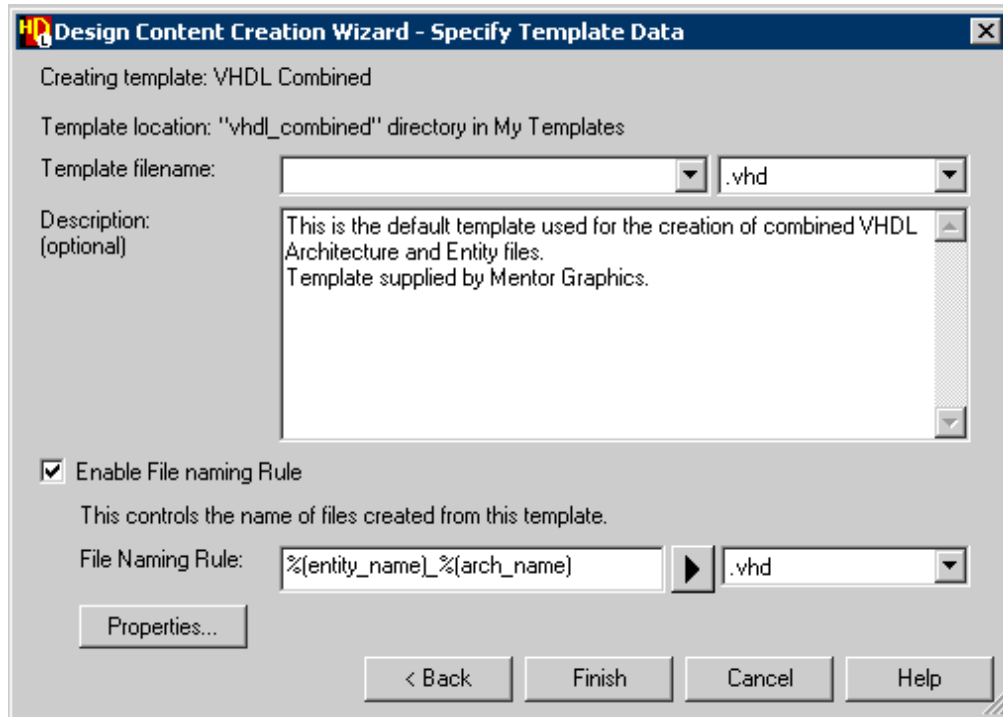 HDL Design Content Creation Wizard - Specify Template Data
Creating template: VHDL Combined
Template location: "vhdl_combined" directory in My Templates
Template filename:
.vhd
Description:
(optional)
This is the default template used for the creation of combined VHDL
Architecture and Entity files.
Template supplied by Mentor Graphics.
Enable File naming Rule
This controls the name of files created from this template.
File Naming Rule:
%(entity_name)_%(arch_name)
.vhd
Properties...
< Back
Finish
Cancel
Help